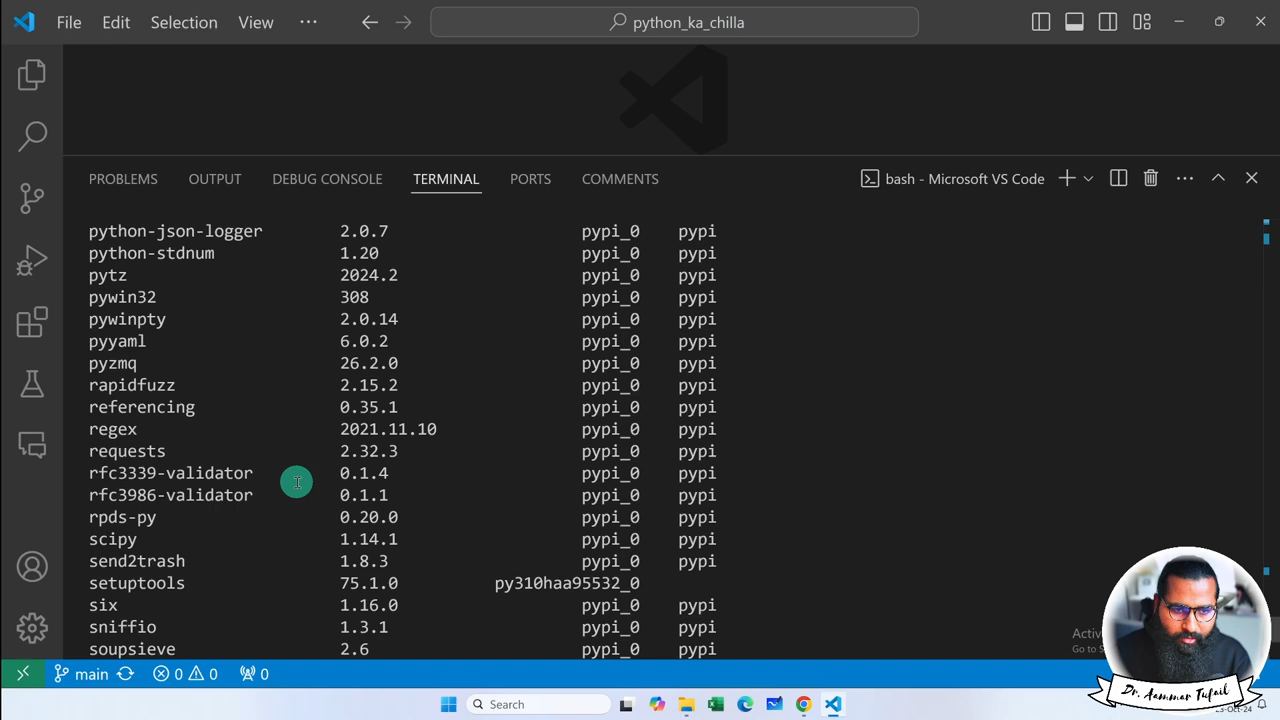 File Edit Selection View ··· python_ka_chilla
PROBLEMS OUTPUT DEBUG CONSOLE TERMINAL PORTS COMMENTS bash - Microsoft VS Code
python-json-logger 2.0.7 pypi_0 pypi
python-stdnum 1.20 pypi_0 pypi
pytz 2024.2 pypi_0 pypi
pywin32 308 pypi_0 pypi
pywinpty 2.0.14 pypi_0 pypi
pyyaml 6.0.2 pypi_0 pypi
pyzmq 26.2.0 pypi_0 pypi
rapidfuzz 2.15.2 pypi_0 pypi
referencing 0.35.1 pypi_0 pypi
regex 2021.11.10 pypi_0 pypi
requests 2.32.3 pypi_0 pypi
rfc3339-validator 0.1.4 pypi_0 pypi
rfc3986-validator 0.1.1 pypi_0 pypi
rpds-py 0.20.0 pypi_0 pypi
scipy 1.14.1 pypi_0 pypi
send2trash 1.8.3 pypi_0 pypi
setuptools 75.1.0 py310haa95532_0
six 1.16.0 pypi_0 pypi
sniffio 1.3.1 pypi_0 pypi
soupsieve 2.6 pypi_0 pypi
Go to S
main 0 0 0
Dr. Aammar Tufail
Search